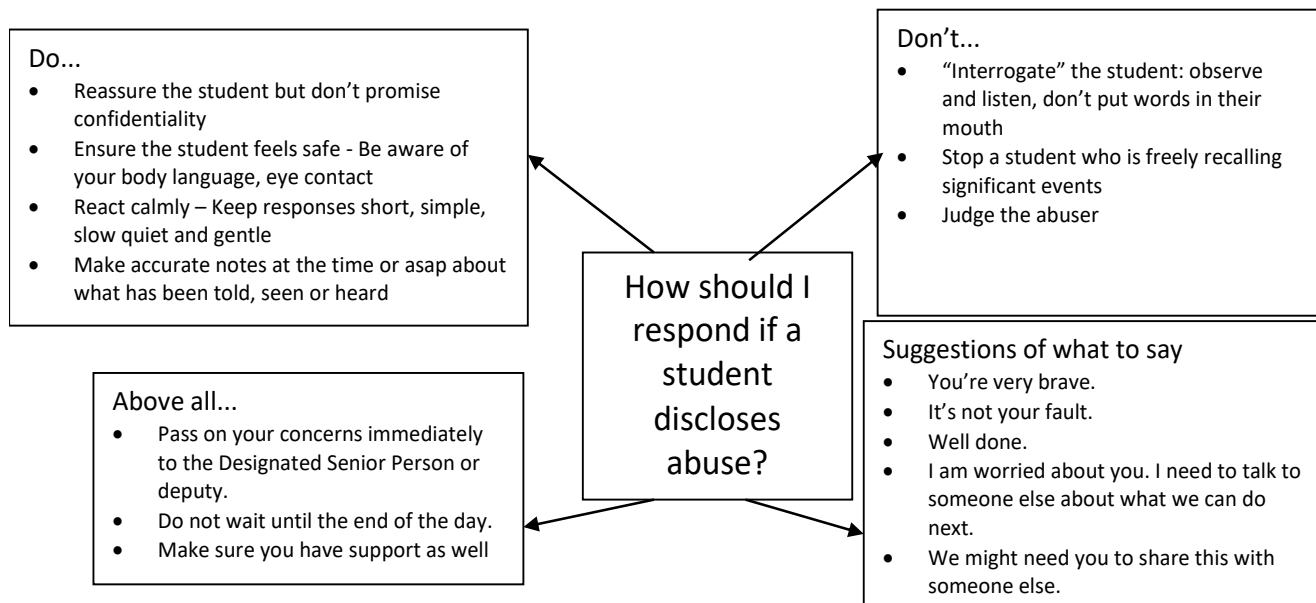 Do...
• Reassure the student but don't promise
confidentiality
• Ensure the student feels safe - Be aware of
your body language, eye contact
• React calmly – Keep responses short, simple,
slow quiet and gentle
• Make accurate notes at the time or asap about
what has been told, seen or heard
Don't...
• “Interrogate” the student: observe
and listen, don't put words in their
mouth
• Stop a student who is freely recalling
significant events
• Judge the abuser
How should I
respond if a
student
discloses
abuse?
Above all...
• Pass on your concerns immediately
to the Designated Senior Person or
deputy.
• Do not wait until the end of the day.
• Make sure you have support as well
Suggestions of what to say
• You're very brave.
• It's not your fault.
• Well done.
• I am worried about you. I need to talk to
someone else about what we can do
next.
• We might need you to share this with
someone else.